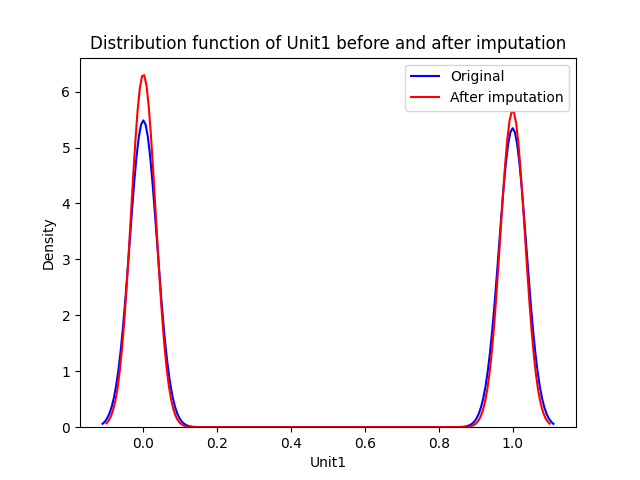 Distribution function of Unit1 before and after imputation
Original
After imputation
Density
6
5
4
3
2
1
0
0.0 0.2 0.4 0.6 0.8 1.0
Unit1